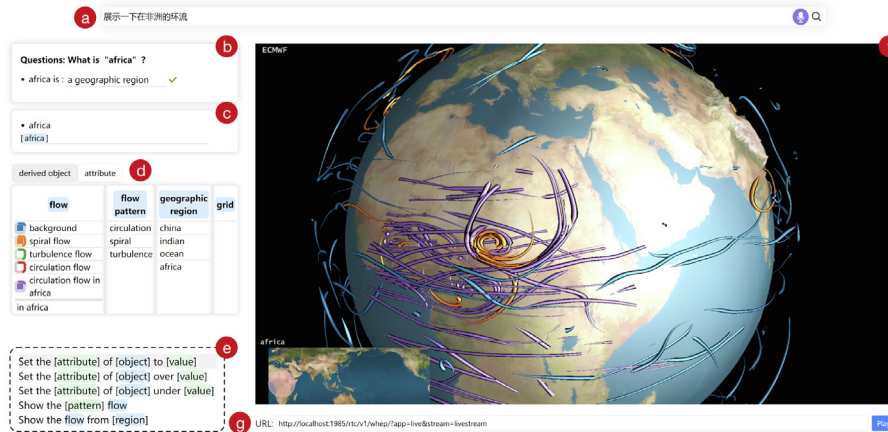 a
展示一下在非洲的环流
b
Questions: What is "africa" ?
• africa is : a geographic region
c
• africa
[africa]
derived object attribute
d
flow flow pattern geographic region grid
background circulation china
spiral flow spiral indian
turbulence flow turbulence ocean
circulation flow africa
circulation flow in africa
in africa
e
Set the [attribute] of [object] to [value]
Set the [attribute] of [object] over [value]
Set the [attribute] of [object] under [value]
Show the [pattern] flow
Show the flow from [region]
ECMWF
africa
g
URL: http://localhost:1985/rtc/v1/whep/?app=live&stream=livestream